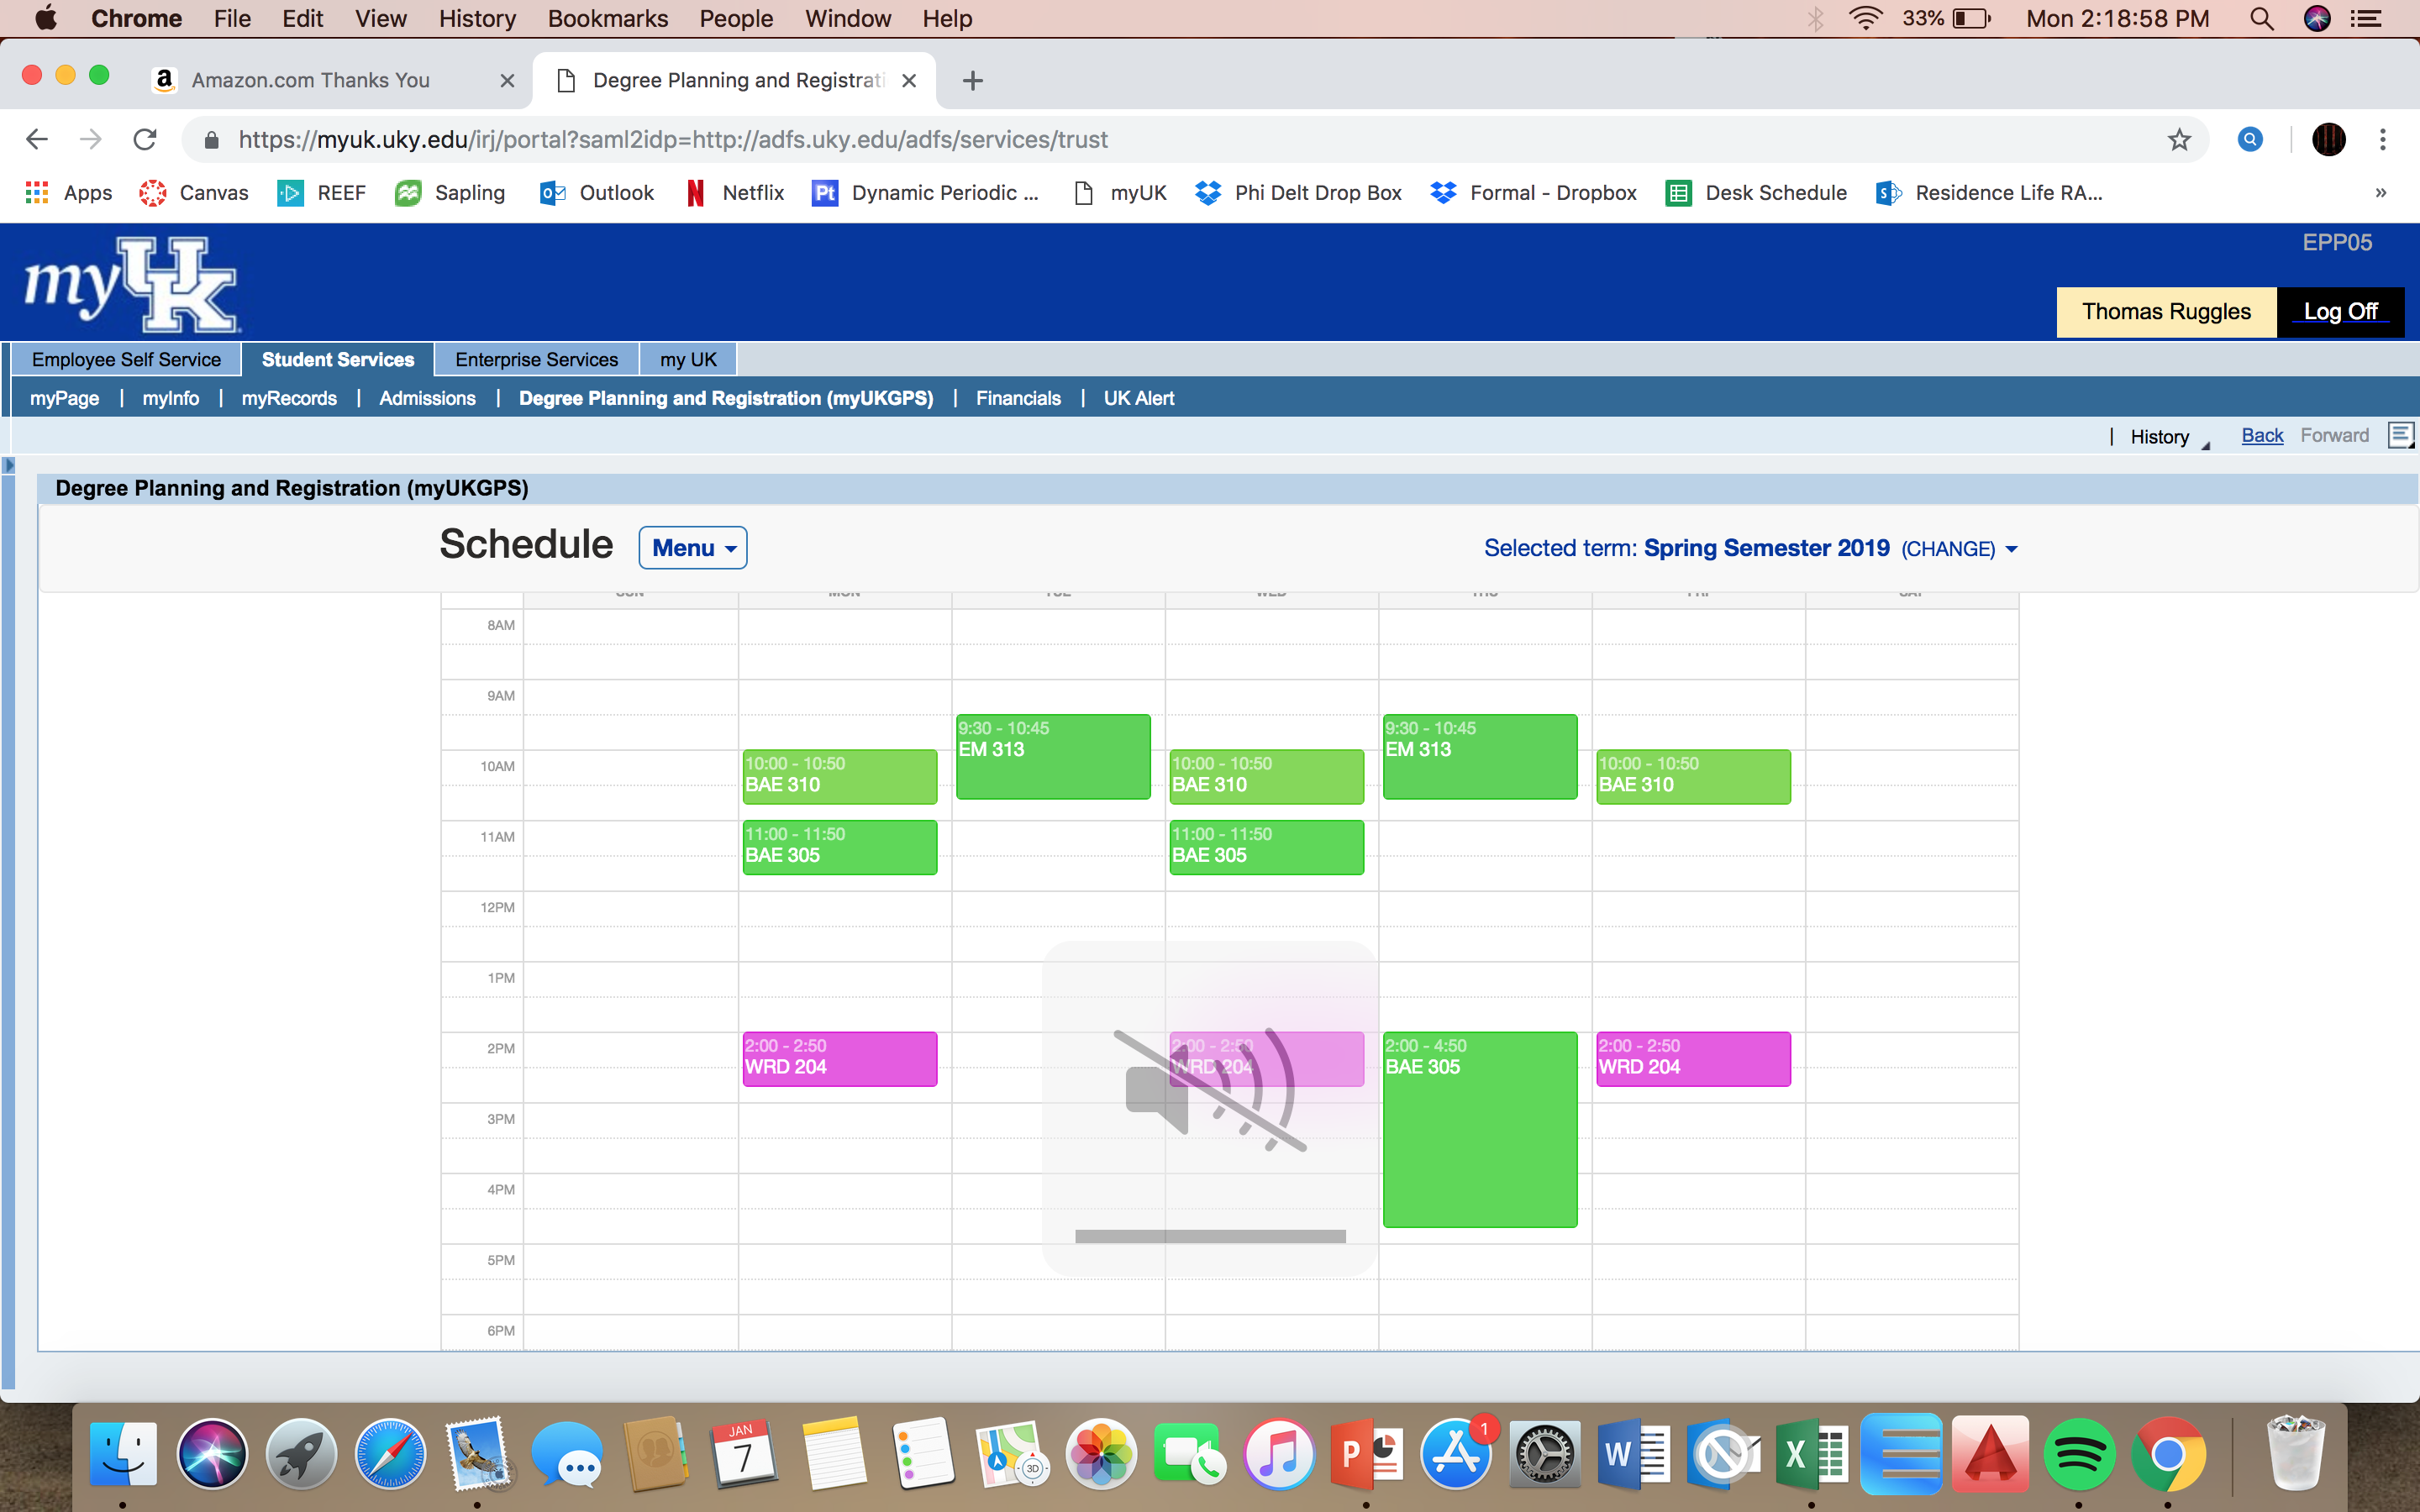 Chrome File Edit View History Bookmarks People Window Help 33% Mon 2:18:58 PM
Amazon.com Thanks You Degree Planning and Registrati
https://myuk.uky.edu/irj/portal?saml2idp=http://adfs.uky.edu/adfs/services/trust
Apps Canvas REEF Sapling Outlook Netflix Pt Dynamic Periodic ... myUK Phi Delt Drop Box Formal - Dropbox Desk Schedule Residence Life RA... »
EPP05
my UK
Thomas Ruggles Log Off
Employee Self Service Student Services Enterprise Services my UK
myPage | myInfo | myRecords | Admissions | Degree Planning and Registration (myUKGPS) | Financials | UK Alert
| History Back Forward
Degree Planning and Registration (myUKGPS)
Schedule Menu Selected term: Spring Semester 2019 (CHANGE)
8AM
9AM
9:30 - 10:45 9:30 - 10:45
EM 313 EM 313
10AM 10:00 - 10:50 10:00 - 10:50 10:00 - 10:50
BAE 310 BAE 310 BAE 310
11AM 11:00 - 11:50 11:00 - 11:50
BAE 305 BAE 305
12PM
1PM
2PM 2:00 - 2:50 2:00 - 2:50 2:00 - 4:50 2:00 - 2:50
WRD 204 WRD 204 BAE 305 WRD 204
3PM
4PM
5PM
6PM
JAN
7
3D
P
1
W
X